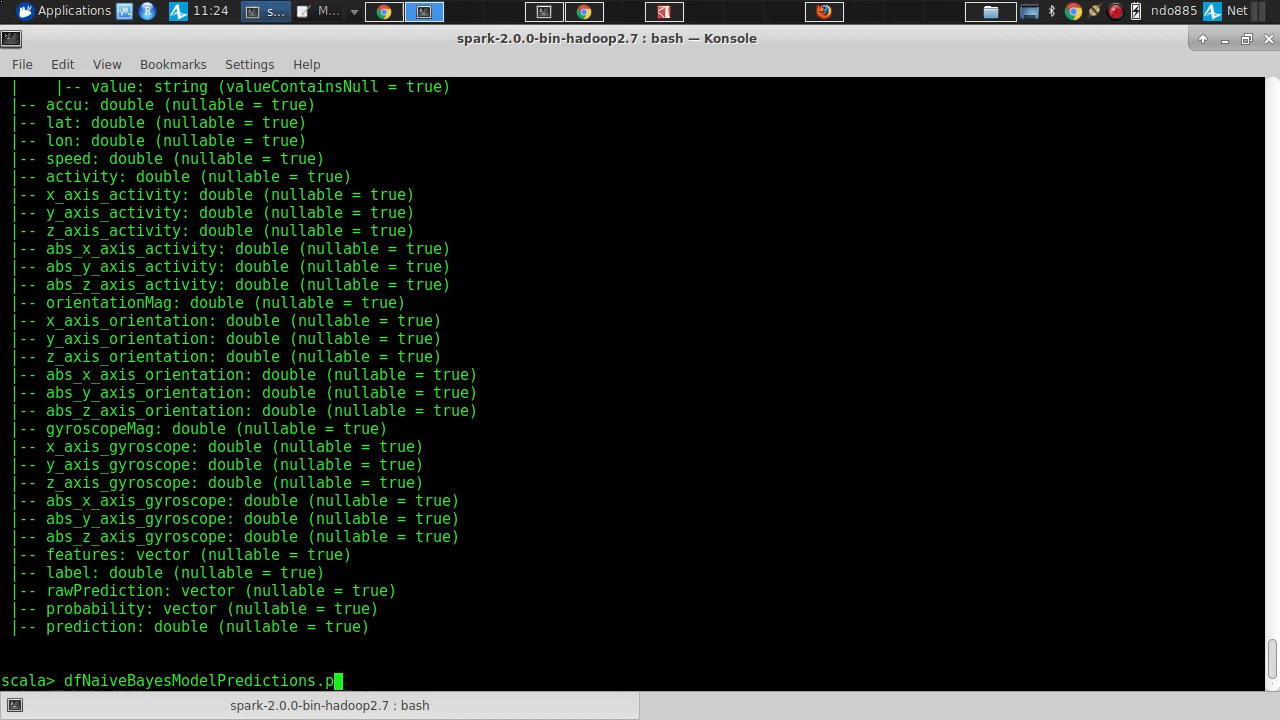 Applications 11:24 s... M... ndo885 Net
spark-2.0.0-bin-hadoop2.7 : bash — Konsole
File Edit View Bookmarks Settings Help
|    |-- value: string (valueContainsNull = true)
|-- accu: double (nullable = true)
|-- lat: double (nullable = true)
|-- lon: double (nullable = true)
|-- speed: double (nullable = true)
|-- activity: double (nullable = true)
|-- x_axis_activity: double (nullable = true)
|-- y_axis_activity: double (nullable = true)
|-- z_axis_activity: double (nullable = true)
|-- abs_x_axis_activity: double (nullable = true)
|-- abs_y_axis_activity: double (nullable = true)
|-- abs_z_axis_activity: double (nullable = true)
|-- orientationMag: double (nullable = true)
|-- x_axis_orientation: double (nullable = true)
|-- y_axis_orientation: double (nullable = true)
|-- z_axis_orientation: double (nullable = true)
|-- abs_x_axis_orientation: double (nullable = true)
|-- abs_y_axis_orientation: double (nullable = true)
|-- abs_z_axis_orientation: double (nullable = true)
|-- gyroscopeMag: double (nullable = true)
|-- x_axis_gyroscope: double (nullable = true)
|-- y_axis_gyroscope: double (nullable = true)
|-- z_axis_gyroscope: double (nullable = true)
|-- abs_x_axis_gyroscope: double (nullable = true)
|-- abs_y_axis_gyroscope: double (nullable = true)
|-- abs_z_axis_gyroscope: double (nullable = true)
|-- features: vector (nullable = true)
|-- label: double (nullable = true)
|-- rawPrediction: vector (nullable = true)
|-- probability: vector (nullable = true)
|-- prediction: double (nullable = true)
scala> dfNaiveBayesModelPredictions.p
spark-2.0.0-bin-hadoop2.7 : bash